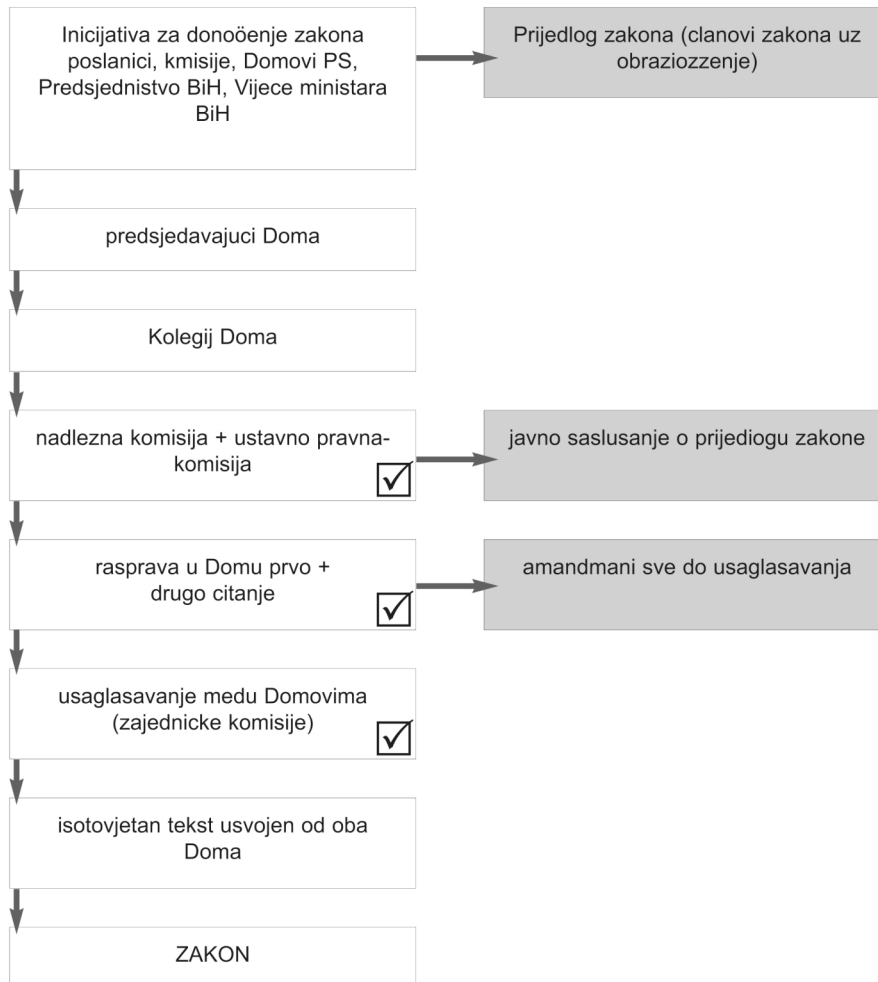 Inicijativa za donoöenje zakona
poslanici, kmisije, Domovi PS,
Predsjednistvo BiH, Vijece ministara
BiH
Prijedlog zakona (clanovi zakona uz
obraziozzenje)
predsjedavajuci Doma
Kolegij Doma
nadlezna komisija + ustavno pravna-
komisija
javno saslusanje o prijediogu zakone
rasprava u Domu prvo +
drugo citanje
amandmani sve do usaglasavanja
usaglasavanje medu Domovima
(zajednicke komisije)
isotovjetan tekst usvojen od oba
Doma
ZAKON